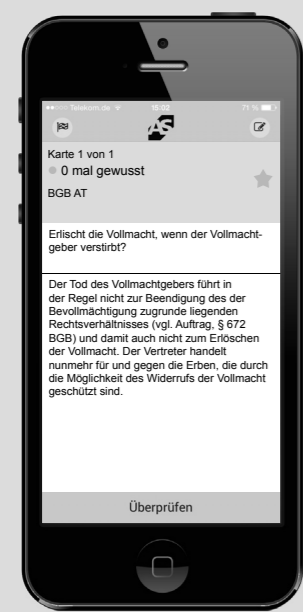 Telekom.de 15:02 71 %
AS
Karte 1 von 1
0 mal gewusst
BGB AT
Erlischt die Vollmacht, wenn der Vollmacht-
geber verstirbt?
Der Tod des Vollmachtgebers führt in
der Regel nicht zur Beendigung des der
Bevollmächtigung zugrunde liegenden
Rechtsverhältnisses (vgl. Auftrag, § 672
BGB) und damit auch nicht zum Erlöschen
der Vollmacht. Der Vertreter handelt
nunmehr für und gegen die Erben, die durch
die Möglichkeit des Widerrufs der Vollmacht
geschützt sind.
Überprüfen